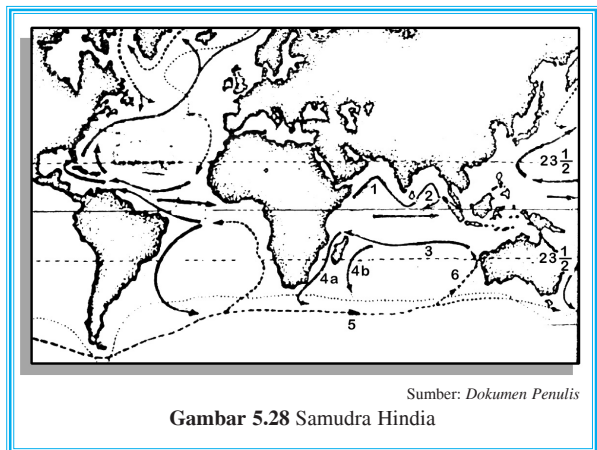 1
2
23 1/2
3
23 1/2
4a
4b
6
5
Sumber: Dokumen Penulis
Gambar 5.28 Samudra Hindia